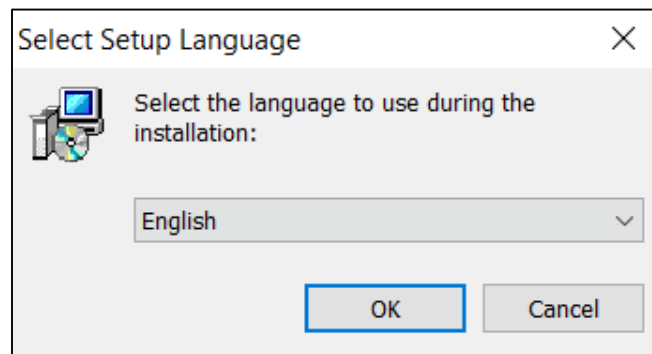 Select Setup Language
Select the language to use during the
installation:
English
OK
Cancel